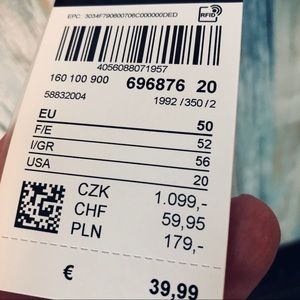 EPC: 3034F790800706C000000DED
RFID
4056088071957
160 100 900 696876 20
58832004 1992 / 350 / 2
EU 50
F/E 52
I/GR 56
USA 20
CZK 1.099,-
CHF 59,95
PLN 179,-
€ 39,99